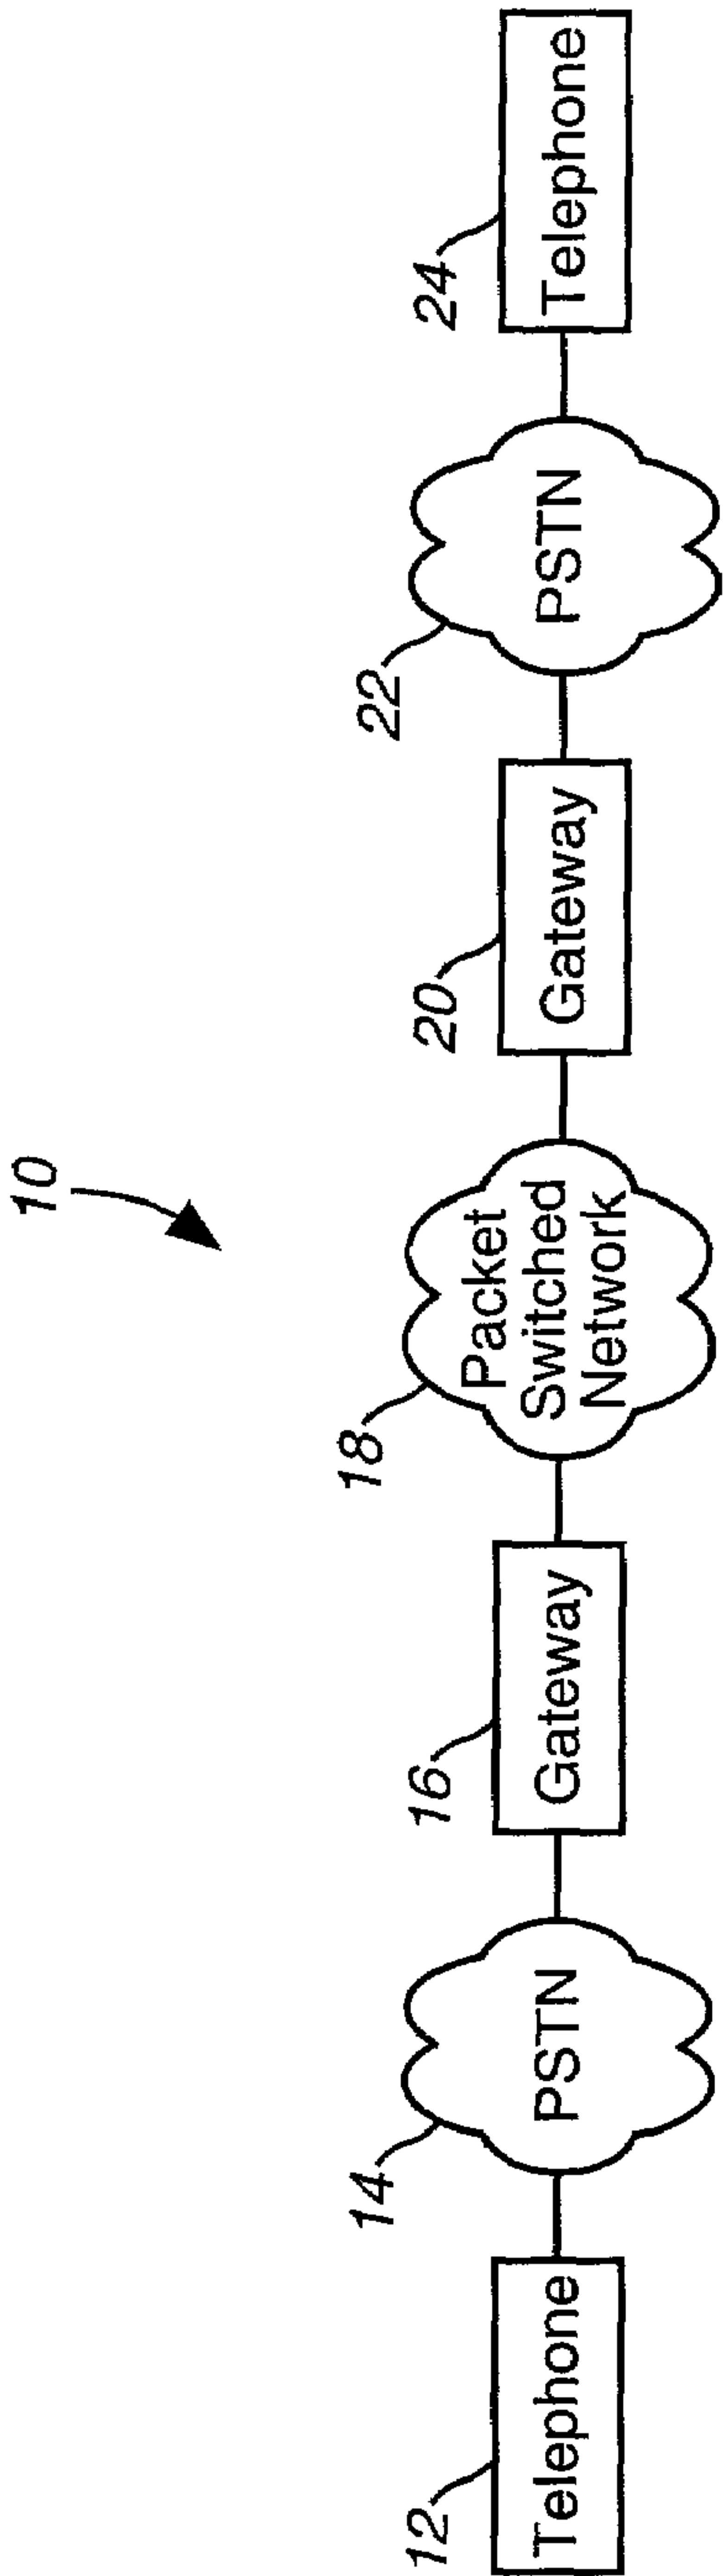 10
12
Telephone
14
PSTN
16
Gateway
18
Packet
Switched
Network
20
Gateway
22
PSTN
24
Telephone